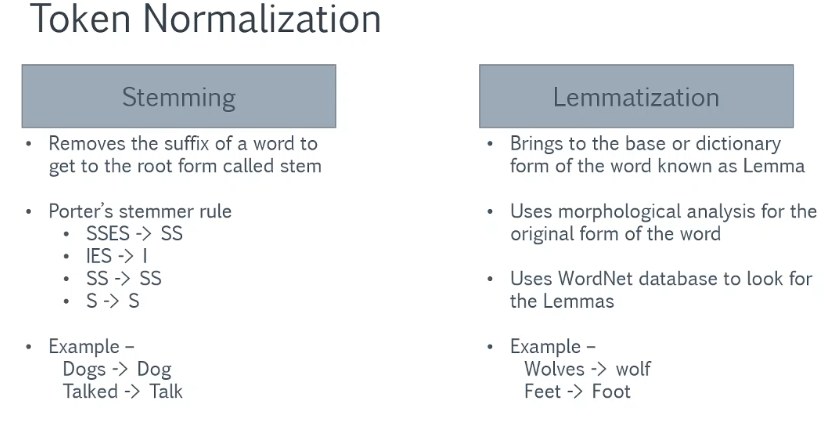 Token Normalization
Stemming
• Removes the suffix of a word to
get to the root form called stem
• Porter's stemmer rule
• SSES -> SS
• IES -> I
• SS -> SS
• S -> S
• Example –
Dogs -> Dog
Talked -> Talk
Lemmatization
• Brings to the base or dictionary
form of the word known as Lemma
• Uses morphological analysis for the
original form of the word
• Uses WordNet database to look for
the Lemmas
• Example –
Wolves -> wolf
Feet -> Foot